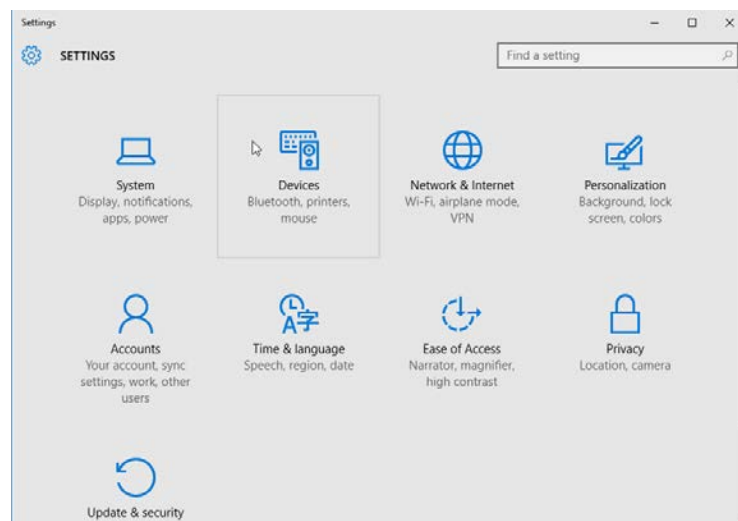 Settings
SETTINGS
Find a setting
System
Display, notifications,
apps, power
Devices
Bluetooth, printers,
mouse
Network & Internet
Wi-Fi, airplane mode,
VPN
Personalization
Background, lock
screen, colors
Accounts
Your account, sync
settings, work, other
users
Time & language
Speech, region, date
Ease of Access
Narrator, magnifier,
high contrast
Privacy
Location, camera
Update & security